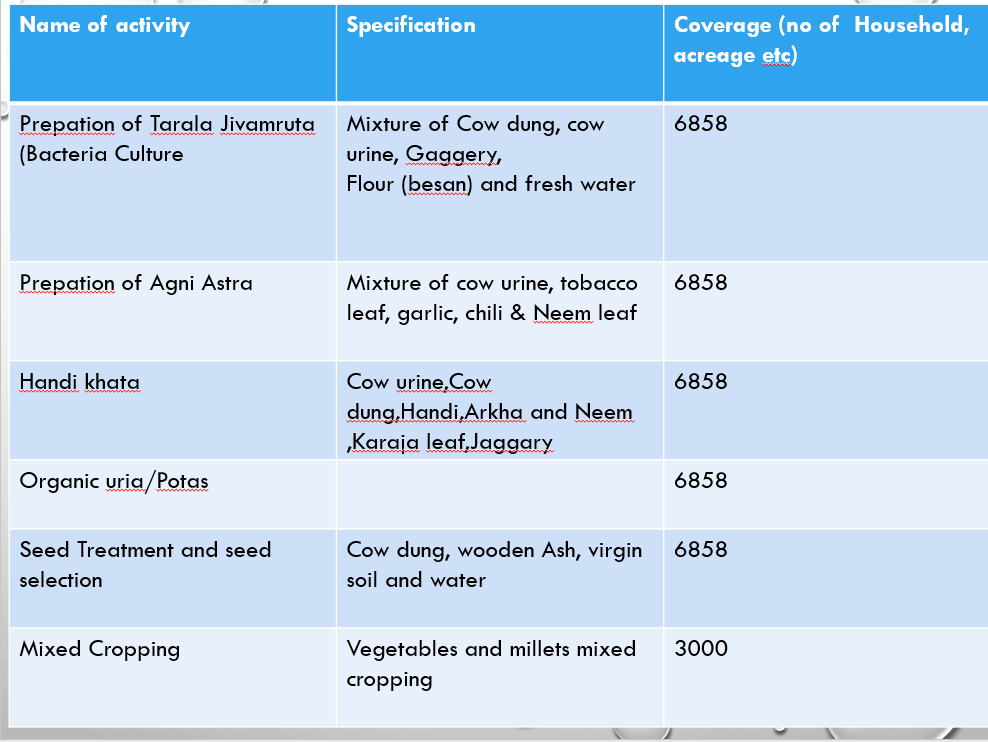 Name of activity
Specification
Coverage (no of  Household,
acreage etc)
Prepation of Tarala Jivamruta
(Bacteria Culture
Mixture of Cow dung, cow
urine, Gaggery,
Flour (besan) and fresh water
6858
Prepation of Agni Astra
Mixture of cow urine, tobacco
leaf, garlic, chili & Neem leaf
6858
Handi khata
Cow urine,Cow
dung,Handi,Arkha and Neem
,Karaja leaf,Jaggary
6858
Organic uria/Potas
6858
Seed Treatment and seed
selection
Cow dung, wooden Ash, virgin
soil and water
6858
Mixed Cropping
Vegetables and millets mixed
cropping
3000